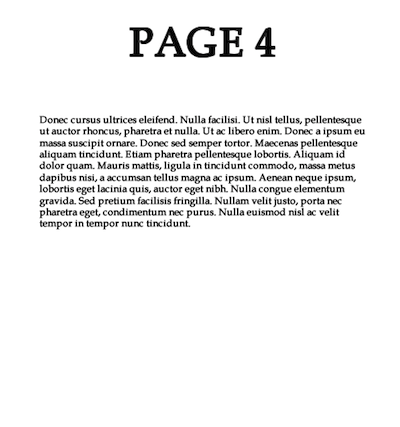 PAGE 4
Donec cursus ultrices eleifend. Nulla facilisi. Ut nisl tellus, pellentesque
ut auctor rhoncus, pharetra et nulla. Ut ac libero enim. Donec a ipsum eu
massa suscipit ornare. Donec sed semper tortor. Maecenas pellentesque
aliquam tincidunt. Etiam pharetra pellentesque lobortis. Aliquam id
dolor quam. Mauris mattis, ligula in tincidunt commodo, massa metus
dapibus nisi, a accumsan tellus magna ac ipsum. Aenean neque ipsum,
lobortis eget lacinia quis, auctor eget nibh. Nulla congue elementum
gravida. Sed pretium facilisis fringilla. Nullam velit justo, porta nec
pharetra eget, condimentum nec purus. Nulla euismod nisl ac velit
tempor in tempor nunc tincidunt.